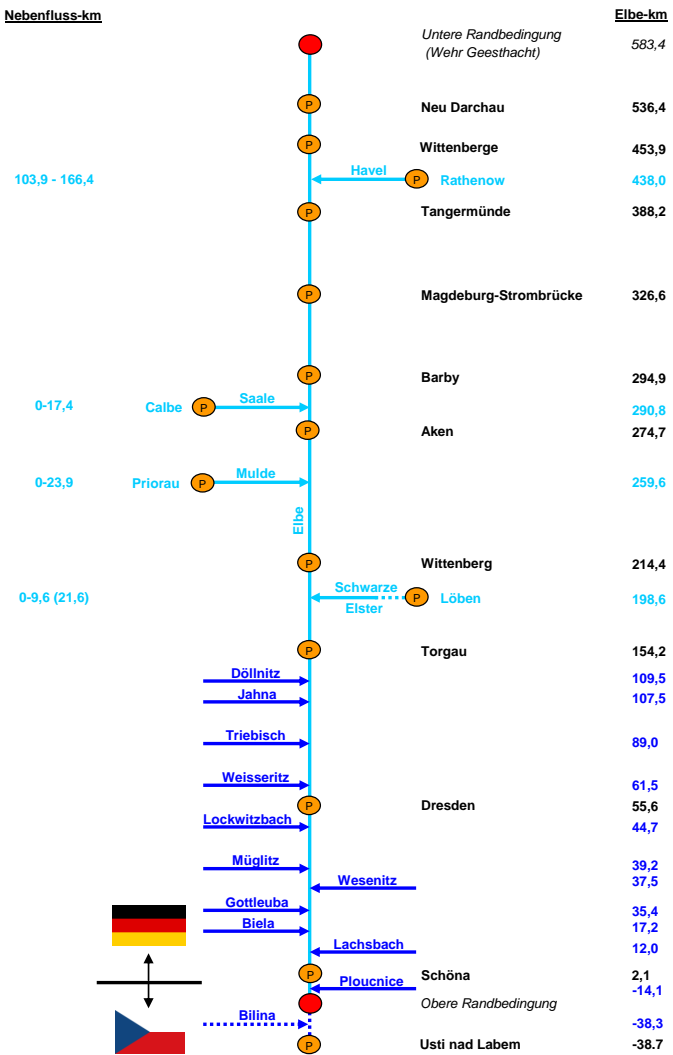 Nebenfluss-km
Elbe-km
Untere Randbedingung
(Wehr Geesthacht)
583,4
P
Neu Darchau
536,4
P
Wittenberge
453,9
103,9 - 166,4
Havel
P
Rathenow
438,0
P
Tangermünde
388,2
P
Magdeburg-Strombrücke
326,6
P
Barby
294,9
0-17,4
Calbe
P
Saale
290,8
P
Aken
274,7
0-23,9
Priorau
P
Mulde
259,6
Elbe
P
Wittenberg
214,4
0-9,6 (21,6)
Schwarze
Elster
P
Löben
198,6
P
Torgau
154,2
Döllnitz
109,5
Jahna
107,5
Triebisch
89,0
Weisseritz
61,5
P
Dresden
55,6
Lockwitzbach
44,7
Müglitz
39,2
Wesenitz
37,5
Gottleuba
35,4
Biela
17,2
Lachsbach
12,0
P
Schöna
2,1
Ploucnice
-14,1
Obere Randbedingung
Bilina
-38,3
P
Usti nad Labem
-38.7